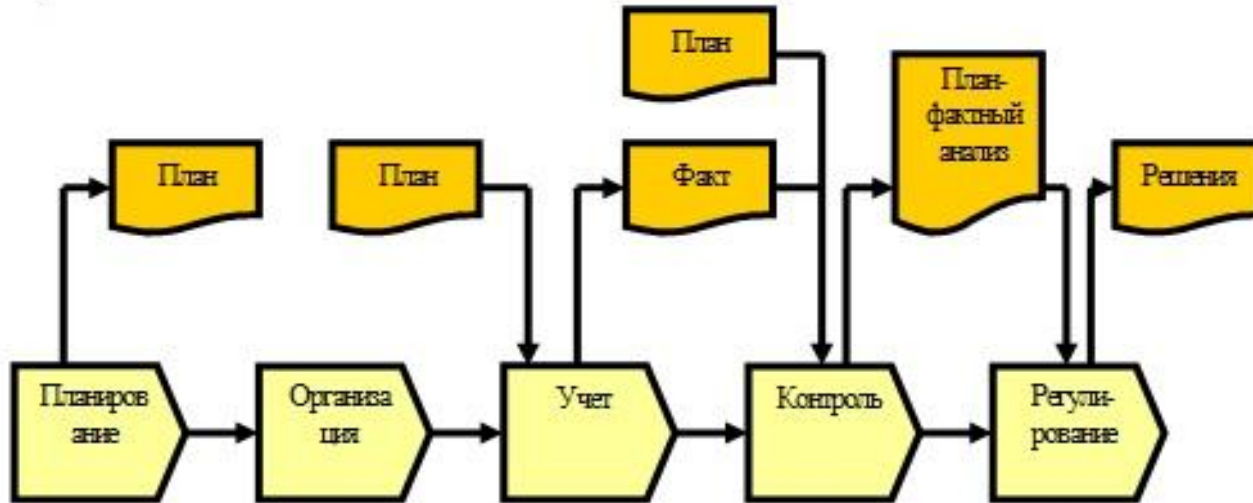 План
План-
фактный
анализ
План
План
Факт
Решения
Планиров
ание
Организа
ция
Учет
Контроль
Регули-
рование